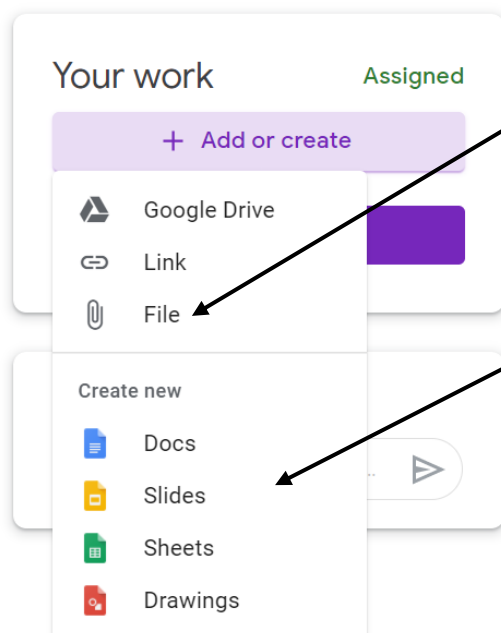 Your work
Assigned
+ Add or create
Google Drive
Link
File
Create new
Docs
Slides
Sheets
Drawings